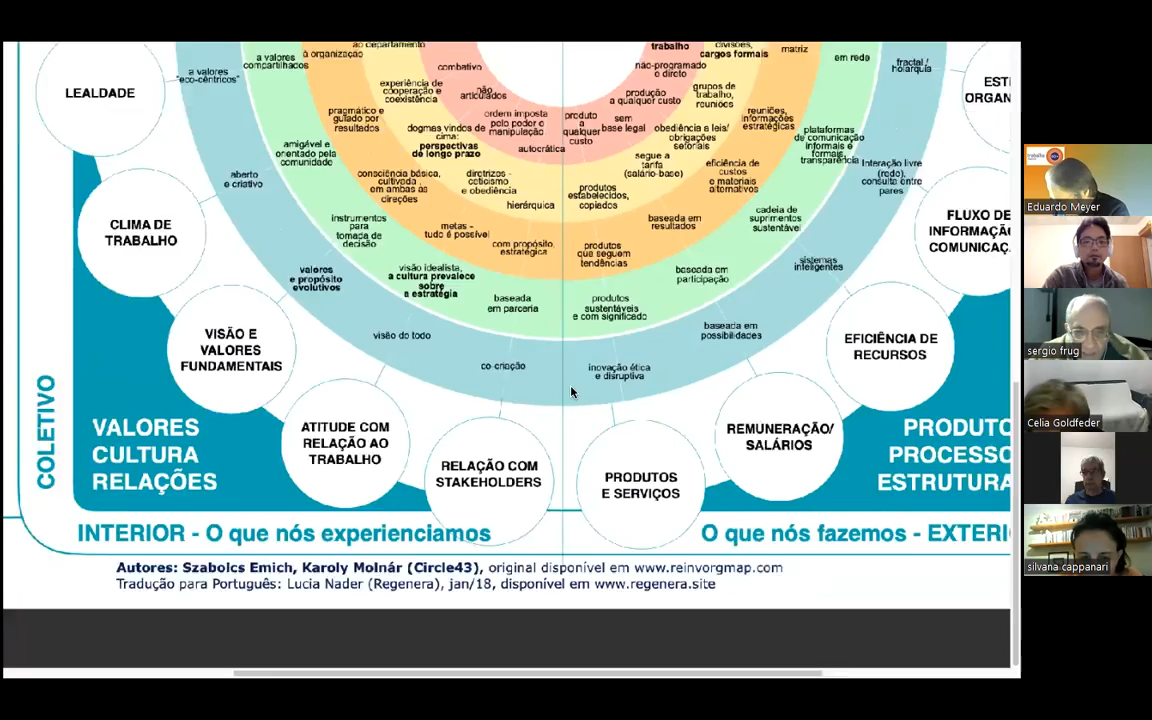 ao departamento
à organização
trabalho
divisões,
cargos formais
matriz
a valores
compartilhados
em rede
combativo
não-programado
e direto
fractal /
holarquia
a valores
"eco-cêntricos"
experiência de
cooperação e
coexistência
não
articulados
produção
a qualquer custo
grupos de
trabalho,
reuniões
LEALDADE
pragmático e
guiado por
resultados
ordem imposta
pelo poder e
manipulação
produto
a
qualquer
custo
sem
base legal
reuniões,
informações
estratégicas
dogmas vindos de
cima:
perspectivas
de longo prazo
autocrática
obediência a leis/
obrigações
setoriais
plataformas
de comunicação
informais e
formais,
transparência
amigável e
orientado pela
comunidade
segue a
tarifa
(salário-base)
eficiência de
custos
e materiais
alternativos
Interação livre
(rede),
consulta entre
pares
aberto
e criativo
consciência básica,
cultivada
em ambas as
direções
diretrizes -
ceticismo
e obediência
produtos
estabelecidos,
copiados
hierárquica
CLIMA DE
TRABALHO
instrumentos
para
tomada de
decisão
metas -
tudo é possível
baseada em
resultados
cadeia de
suprimentos
sustentável
FLUXO DE
com propósito,
estratégica
produtos
que seguem
tendências
valores
e propósito
evolutivos
visão idealista,
a cultura prevalece
sobre
a estratégia
baseada em
participação
sistemas
inteligentes
baseada
em parceria
produtos
sustentáveis
e com significado
VISÃO E
VALORES
FUNDAMENTAIS
visão do todo
baseada em
possibilidades
EFICIÊNCIA DE
RECURSOS
co-criação
inovação ética
e disruptiva
COLETIVO
VALORES
CULTURA
RELAÇÕES
ATITUDE COM
RELAÇÃO AO
TRABALHO
RELAÇÃO COM
STAKEHOLDERS
PRODUTOS
E SERVIÇOS
REMUNERAÇÃO/
SALÁRIOS
INTERIOR - O que nós experienciamos
O que nós fazemos - EXTERI
Autores: Szabolcs Emich, Karoly Molnár (Circle43), original disponível em www.reinvorgmap.com
Tradução para Português: Lucia Nader (Regenera), jan/18, disponível em www.regenera.site
Eduardo Meyer
sergio frug
Celia Goldfeder
silvana cappanari